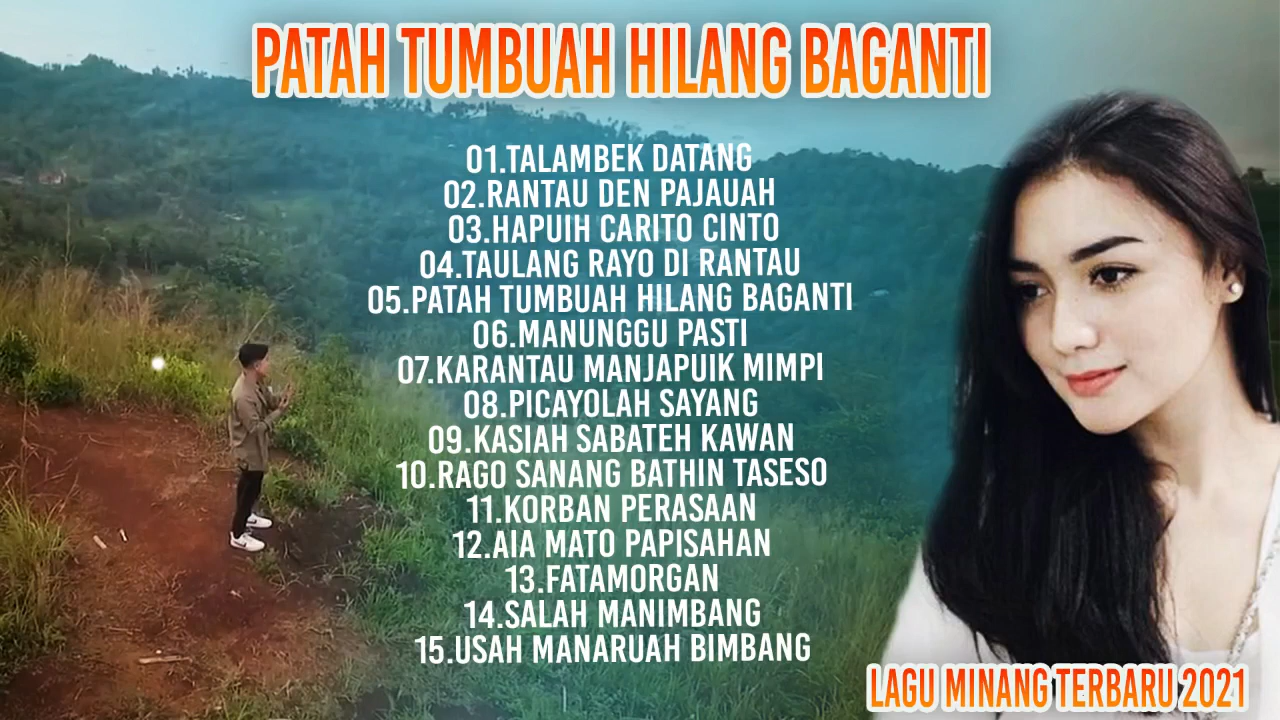 PATAH TUMBUAH HILANG BAGANTI
01.TALAMBEK DATANG
02.RANTAU DEN PAJAUAH
03.HAPUIH CARITO CINTO
04.TAULANG RAYO DI RANTAU
05.PATAH TUMBUAH HILANG BAGANTI
06.MANUNGGU PASTI
07.KARANTAU MANJAPUIK MIMPI
08.PICAYOLAH SAYANG
09.KASIAH SABATEH KAWAN
10.RAGO SANANG BATHIN TASESO
11.KORBAN PERASAAN
12.AIA MATO PAPISAHAN
13.FATAMORGAN
14.SALAH MANIMBANG
15.USAH MANARUAH BIMBANG
LAGU MINANG TERBARU 2021